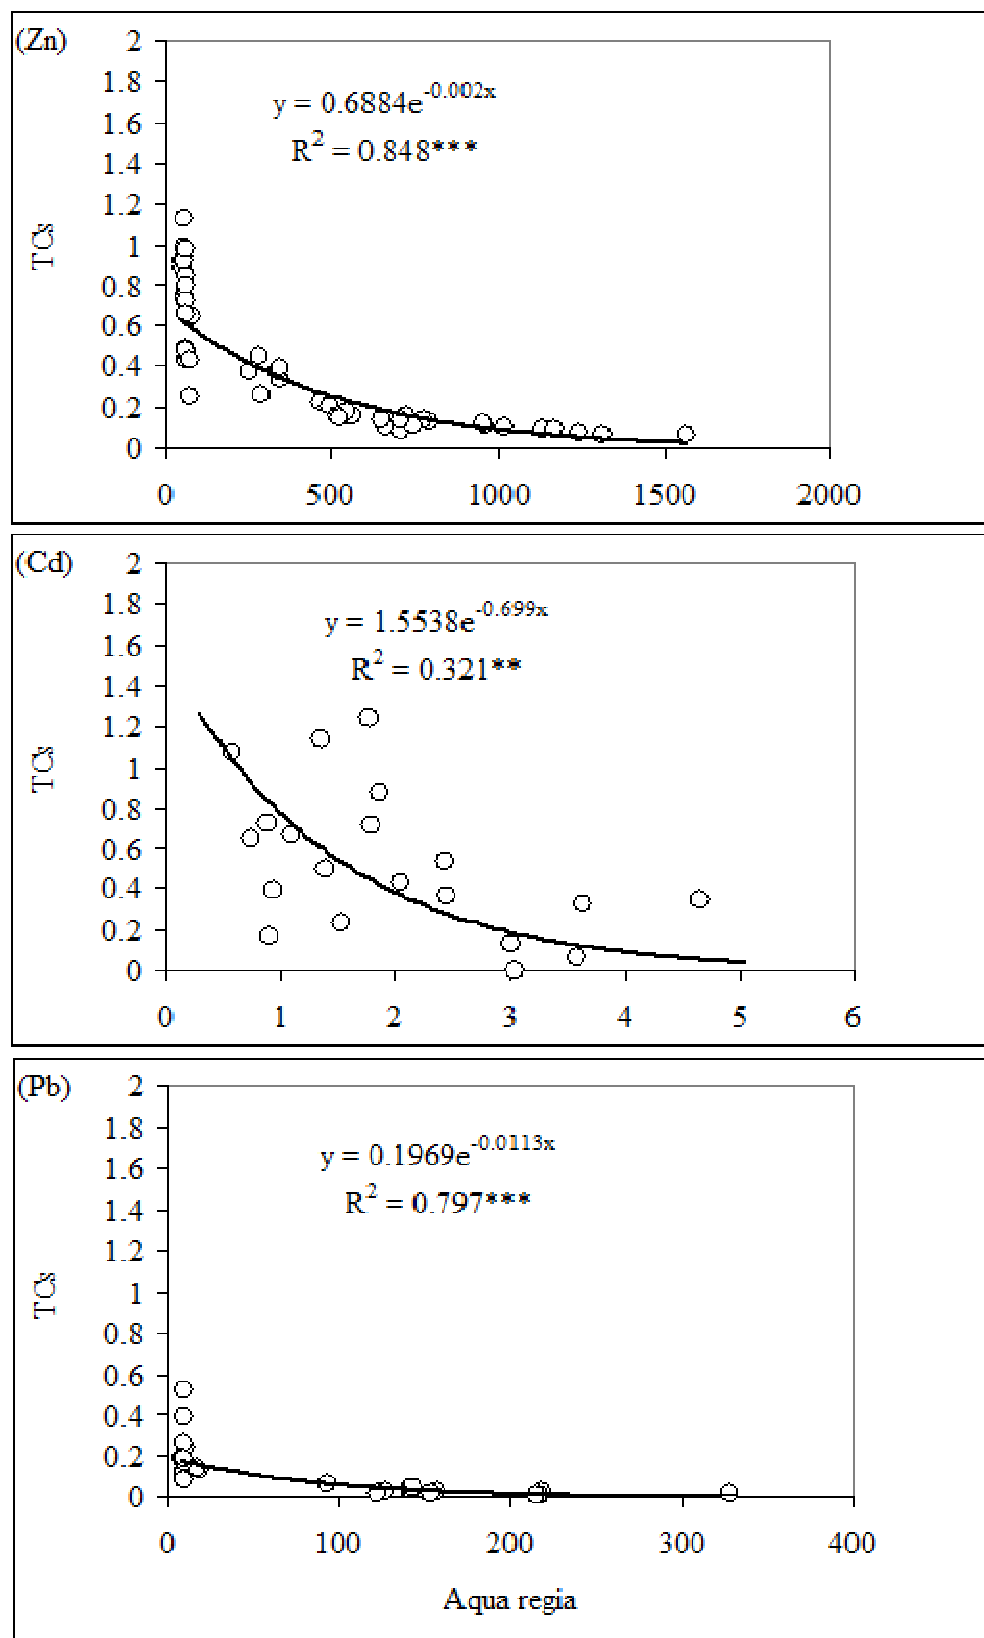 (Zn)
2
1.8
1.6
1.4
1.2
1
0.8
0.6
0.4
0.2
0
TCs
y = 0.6884e^-0.002x
R^2 = 0.848***
0 500 1000 1500 2000
(Cd)
2
1.8
1.6
1.4
1.2
1
0.8
0.6
0.4
0.2
0
TCs
y = 1.5538e^-0.699x
R^2 = 0.321**
0 1 2 3 4 5 6
(Pb)
2
1.8
1.6
1.4
1.2
1
0.8
0.6
0.4
0.2
0
TCs
y = 0.1969e^-0.0113x
R^2 = 0.797***
0 100 200 300 400
Aqua regia